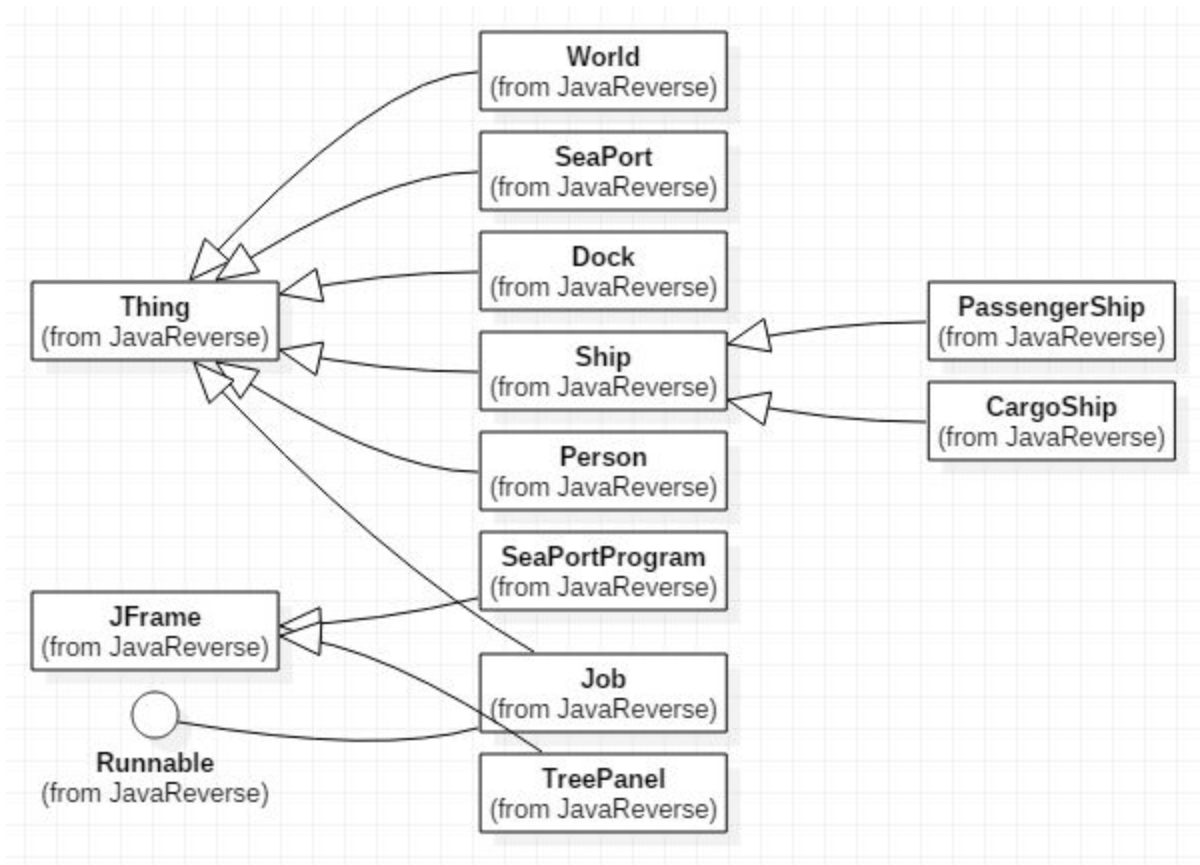 World
(from JavaReverse)
SeaPort
(from JavaReverse)
Dock
(from JavaReverse)
Thing
(from JavaReverse)
PassengerShip
(from JavaReverse)
Ship
(from JavaReverse)
CargoShip
(from JavaReverse)
Person
(from JavaReverse)
SeaPortProgram
(from JavaReverse)
JFrame
(from JavaReverse)
Job
(from JavaReverse)
Runnable
(from JavaReverse)
TreePanel
(from JavaReverse)